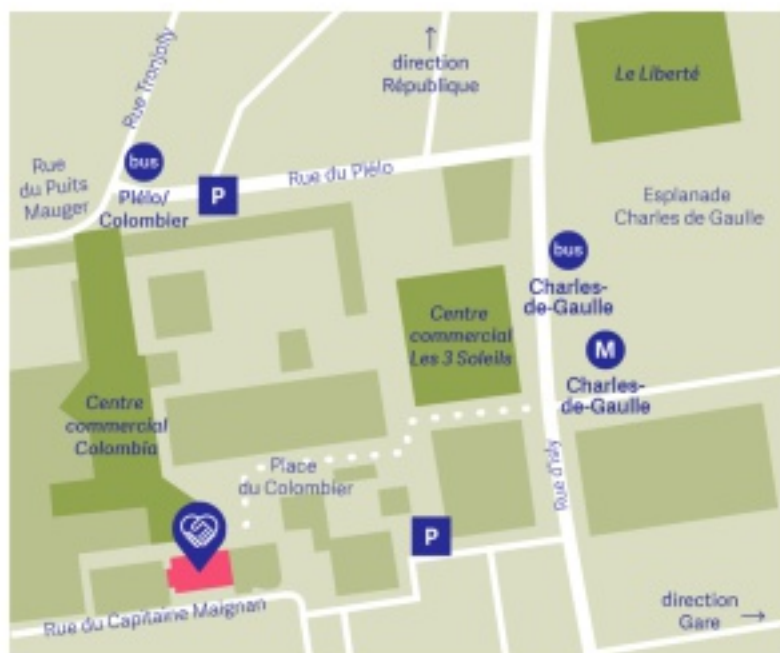 Rue Tronjolly
↑
direction
République
Le Liberté
bus
Rue
du Puits
Mauger
Plélo/
Colombier
P
Rue du Plélo
Esplanade
Charles de Gaulle
bus
Charles-
de-Gaulle
Centre
commercial
Les 3 Soleils
M
Charles-
de-Gaulle
Centre
commercial
Colombia
Rue d'Isly
Place
du Colombier
P
Rue du Capitaine Maignan
direction
Gare →